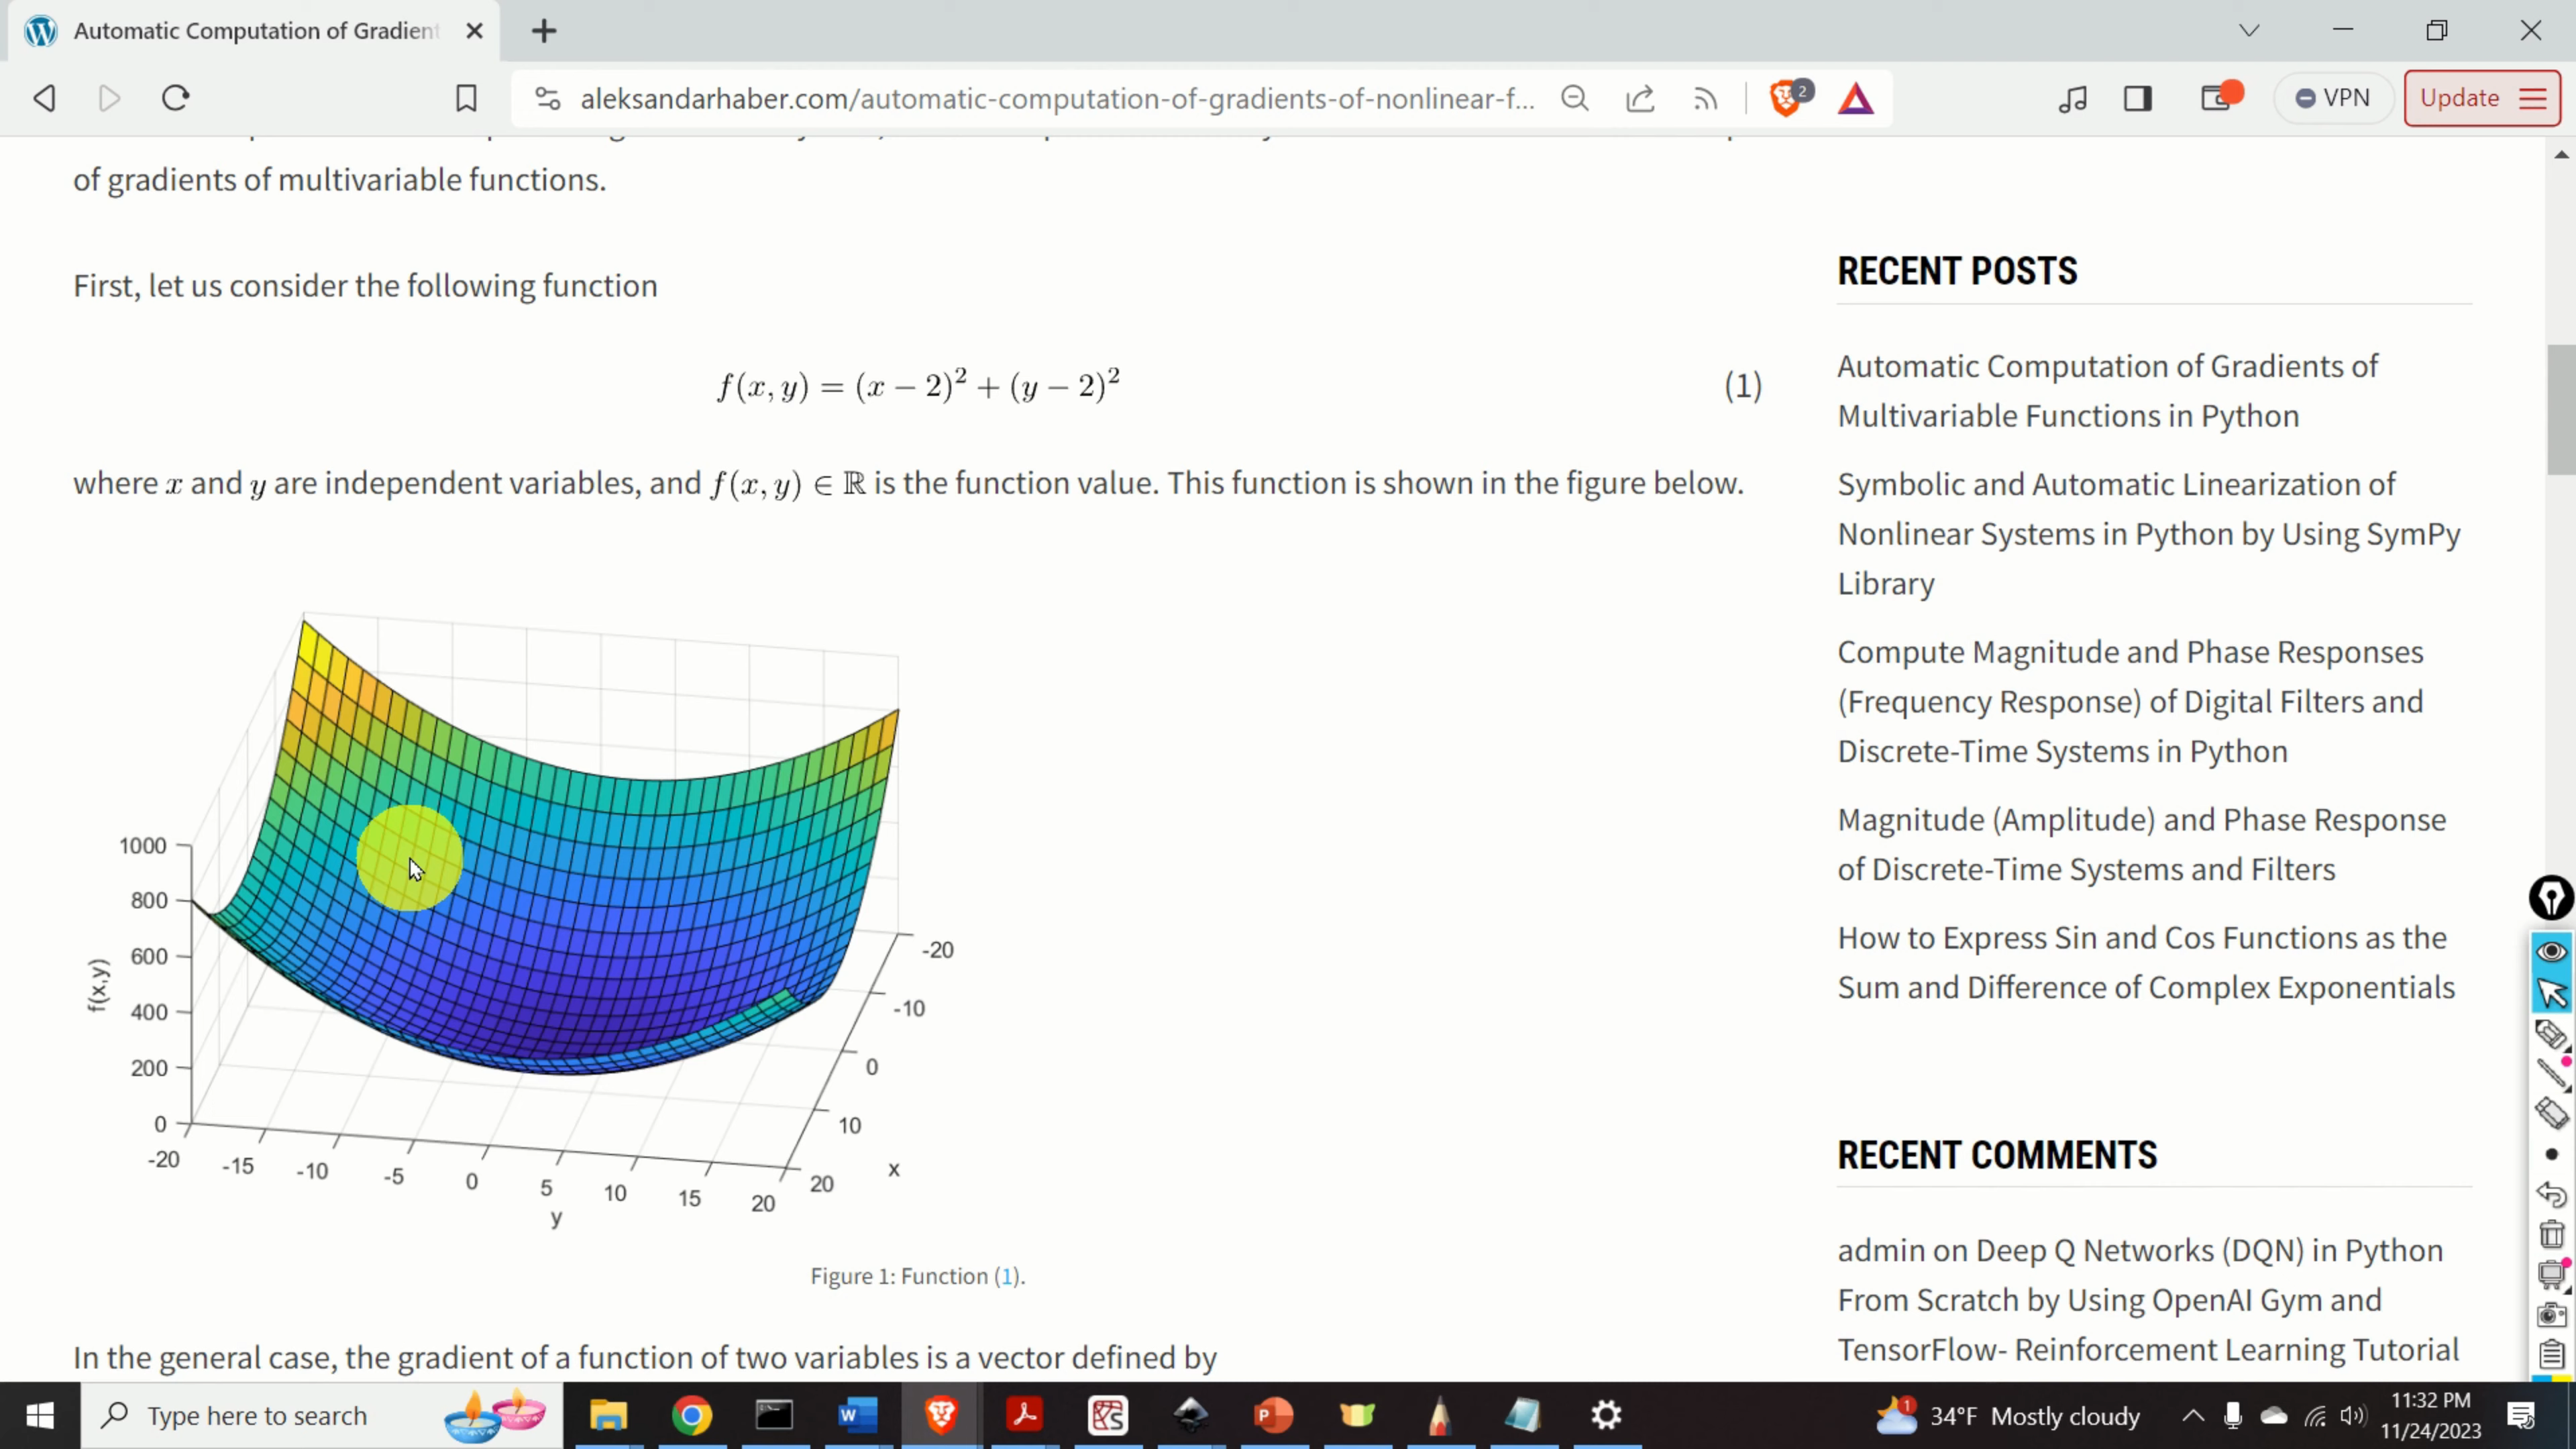 Automatic Computation of Gradient
aleksandarhaber.com/automatic-computation-of-gradients-of-nonlinear-f...
2
VPN
Update
of gradients of multivariable functions.
First, let us consider the following function
f(x, y) = (x − 2)² + (y − 2)²
(1)
where x and y are independent variables, and f(x, y) ∈ ℝ is the function value. This function is shown in the figure below.
1000
800
600
400
200
0
f(x,y)
-20
-15
-10
-5
0
5
10
15
20
y
-20
-10
0
10
20
x
Figure 1: Function (1).
In the general case, the gradient of a function of two variables is a vector defined by
RECENT POSTS
Automatic Computation of Gradients of
Multivariable Functions in Python
Symbolic and Automatic Linearization of
Nonlinear Systems in Python by Using SymPy
Library
Compute Magnitude and Phase Responses
(Frequency Response) of Digital Filters and
Discrete-Time Systems in Python
Magnitude (Amplitude) and Phase Response
of Discrete-Time Systems and Filters
How to Express Sin and Cos Functions as the
Sum and Difference of Complex Exponentials
RECENT COMMENTS
admin on Deep Q Networks (DQN) in Python
From Scratch by Using OpenAI Gym and
TensorFlow- Reinforcement Learning Tutorial
Type here to search
W
P
1
34°F Mostly cloudy
11:32 PM
11/24/2023